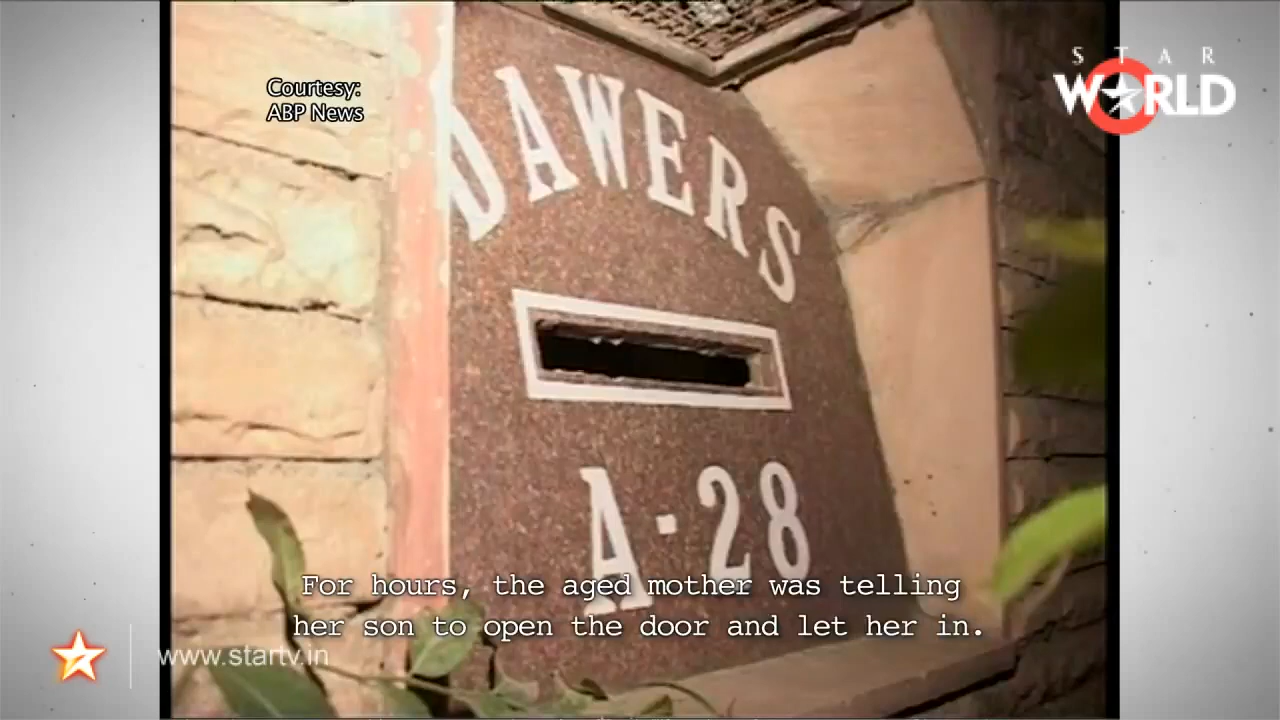 Courtesy:
ABP News
STAR
WORLD
DAWERS
A-28
For hours, the aged mother was telling
her son to open the door and let her in.
www.startv.in